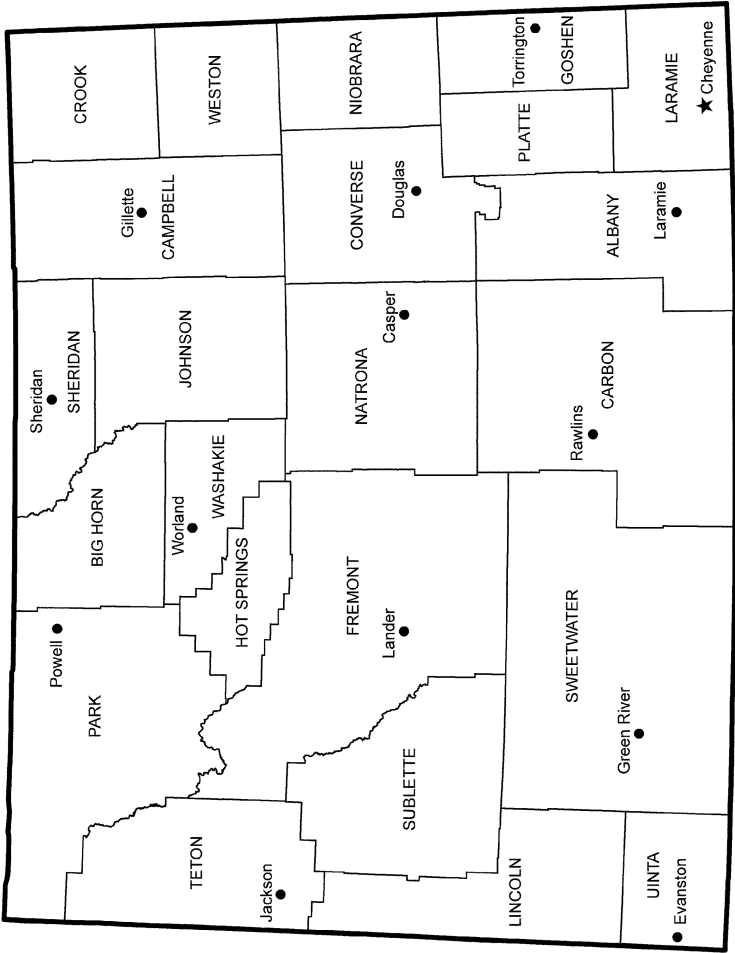 Powell
PARK
BIG HORN
Sheridan
SHERIDAN
Gillette
CAMPBELL
CROOK
TETON
Jackson
HOT SPRINGS
Worland
WASHAKIE
JOHNSON
WESTON
SUBLETTE
FREMONT
Lander
NATRONA
Casper
CONVERSE
Douglas
NIOBRARA
LINCOLN
SWEETWATER
Green River
Rawlins
CARBON
ALBANY
Laramie
PLATTE
Torrington
GOSHEN
UINTA
Evanston
LARAMIE
Cheyenne